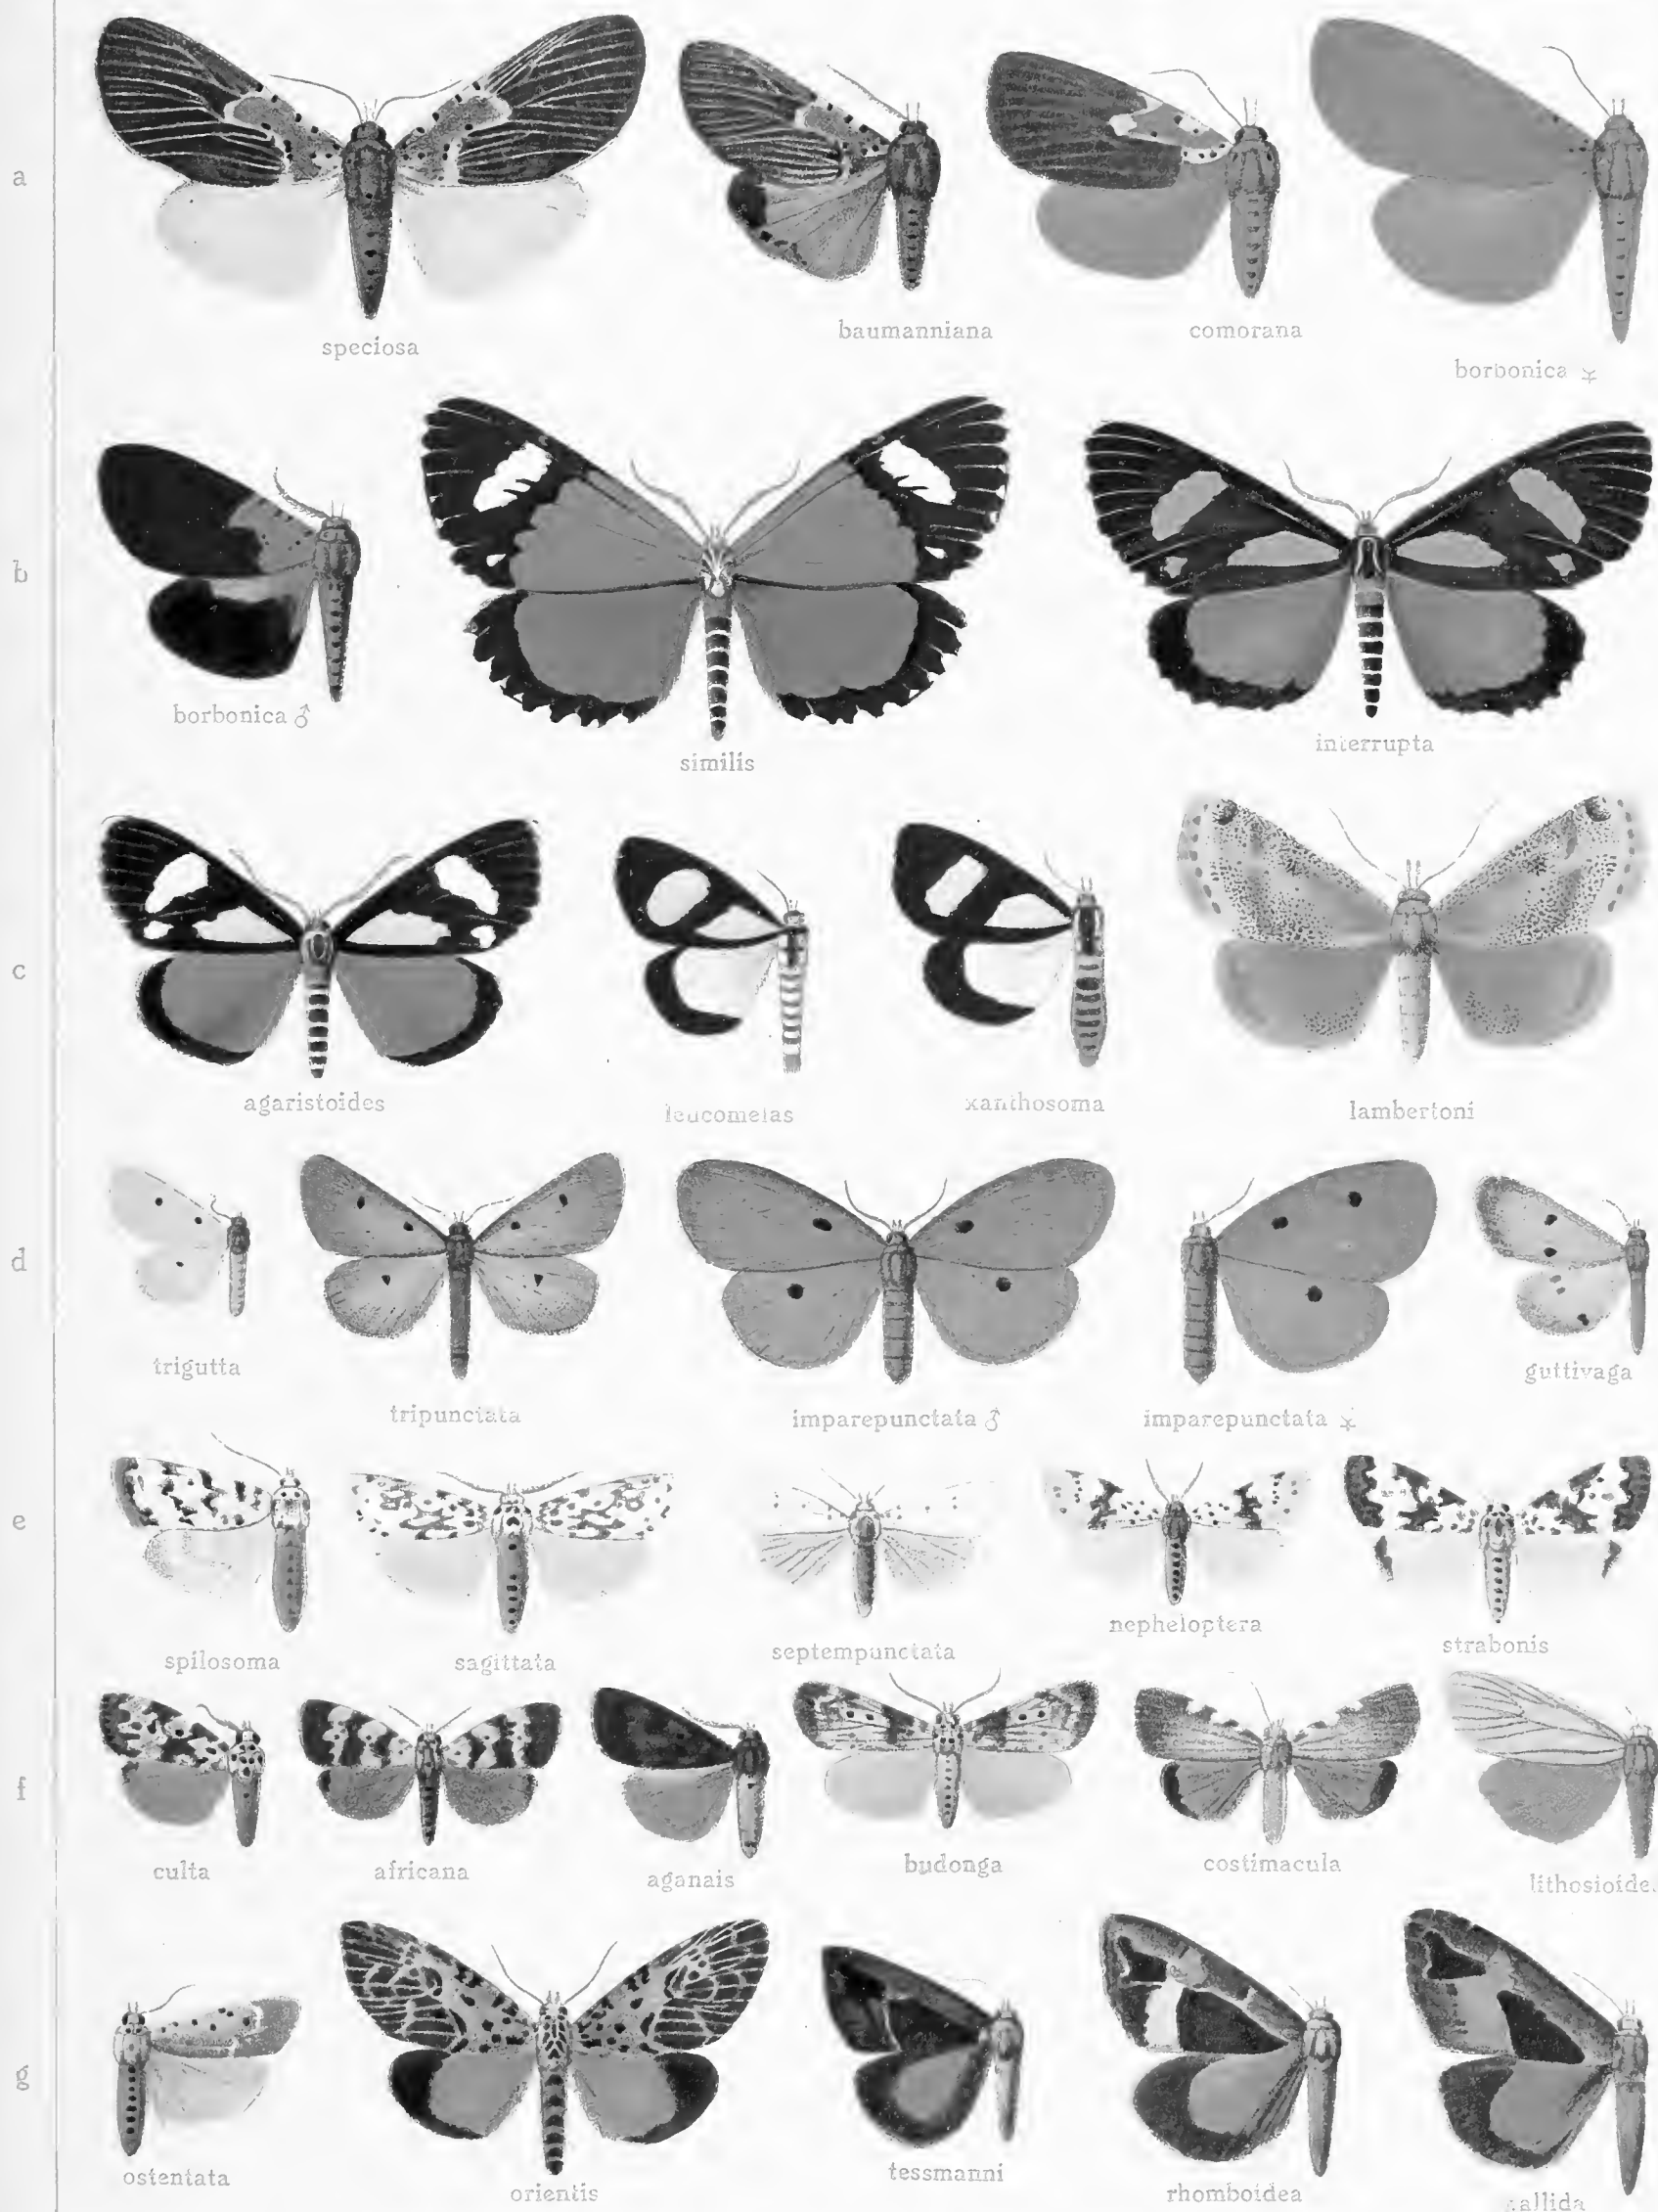 a
speciosa
baumanniana
comorana
borbonica ♀
b
borbonica ♂
similis
interrupta
c
agaristoides
leucomelas
xanthosoma
lambertoni
d
trigutta
tripunctata
imparepunctata ♂
imparepunctata ♀
guttivaga
e
spilosoma
sagittata
septempunctata
nepheloptera
strabonis
f
culta
africana
aganais
budonga
costimacula
lithosioide
g
ostentata
orientis
tessmanni
rhomboidea